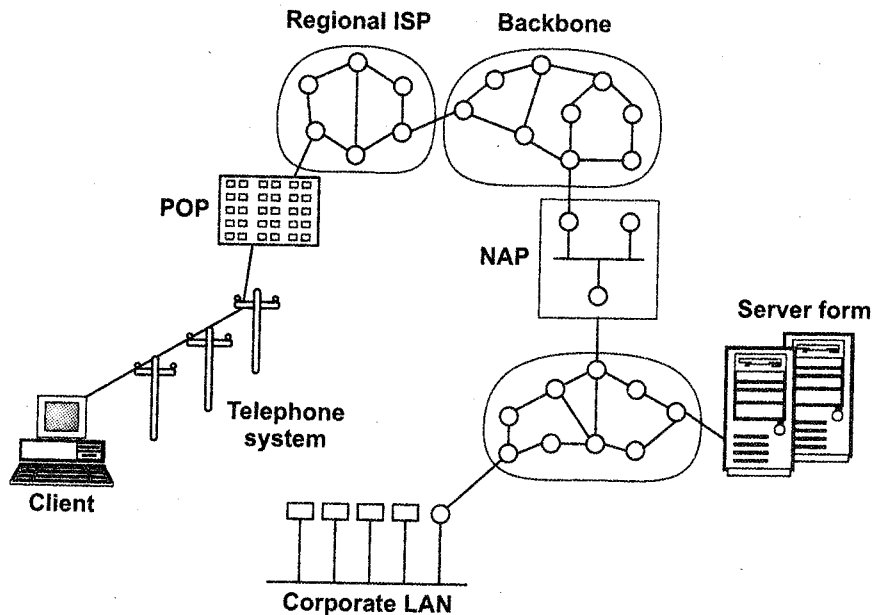 Regional ISP
Backbone
POP
NAP
Server form
Telephone
system
Client
Corporate LAN